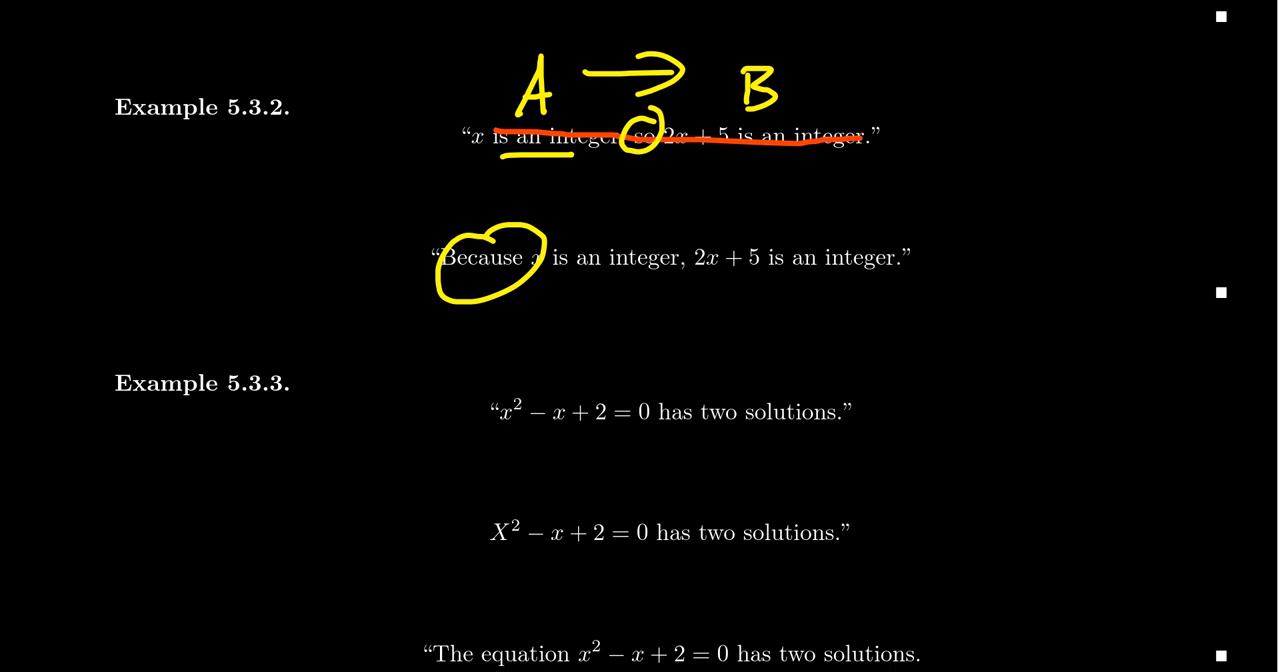 A → B
Example 5.3.2.
“x is an integer, so 2x + 5 is an integer.”
“Because x is an integer, 2x + 5 is an integer.”
Example 5.3.3.
“x² − x + 2 = 0 has two solutions.”
X² − x + 2 = 0 has two solutions.”
“The equation x² − x + 2 = 0 has two solutions.